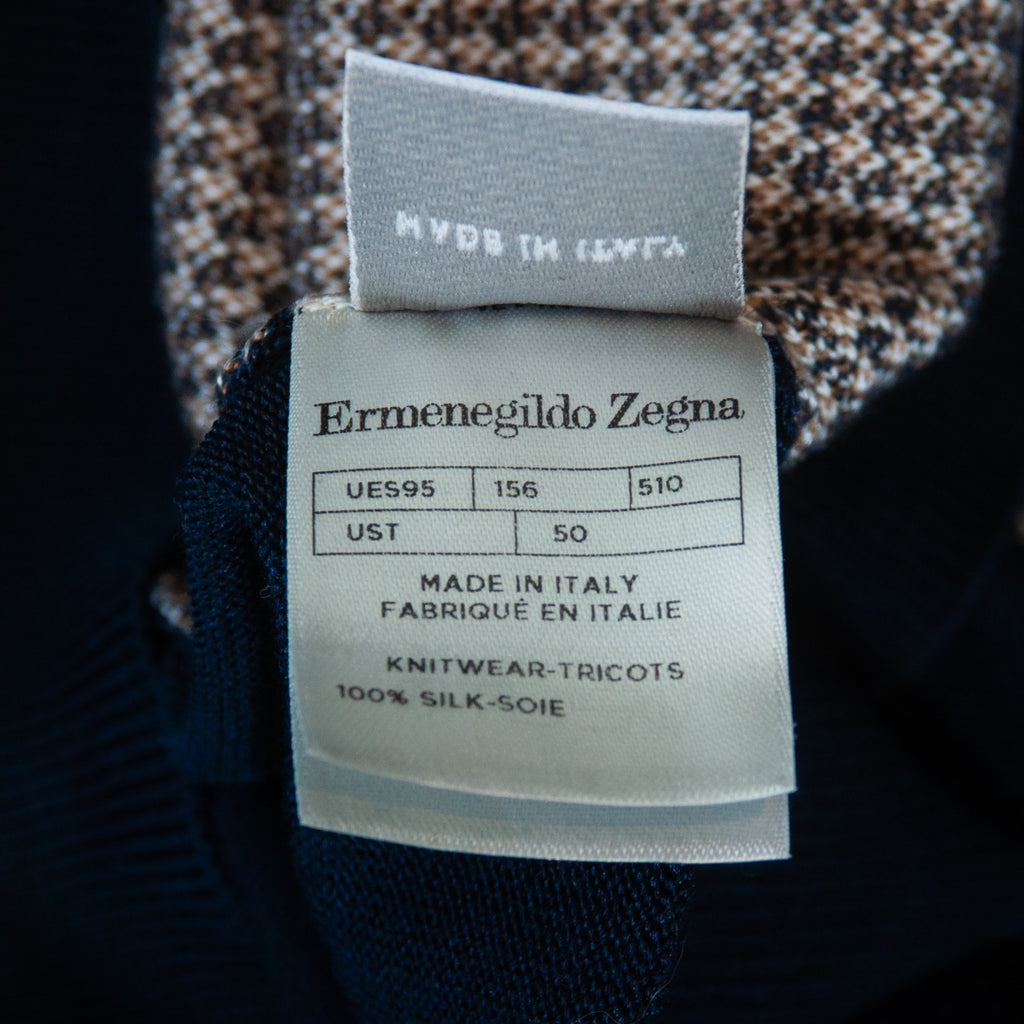 MADE IN ITALY
Ermenegildo Zegna
UES95 156 510
UST 50
MADE IN ITALY
FABRIQUÉ EN ITALIE
KNITWEAR-TRICOTS
100% SILK-SOIE